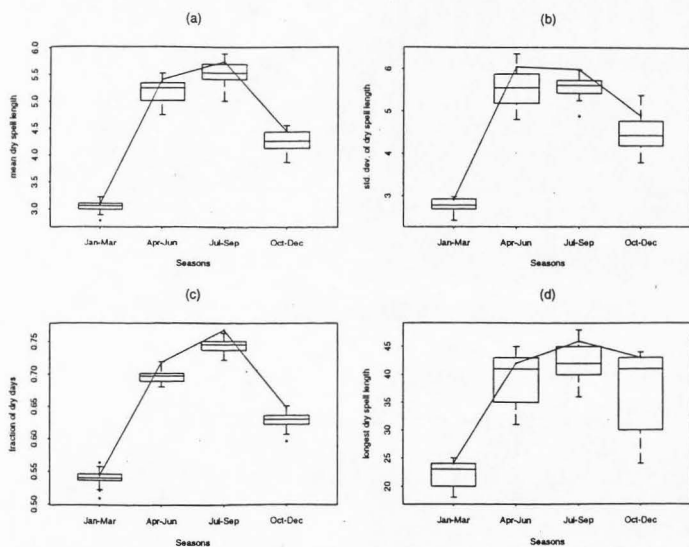 (a)
mean dry spell length
6.0
5.5
5.0
4.5
4.0
3.5
3.0
Jan-Mar Apr-Jun Jul-Sep Oct-Dec
Seasons
(b)
std. dev. of dry spell length
6
5
4
3
Jan-Mar Apr-Jun Jul-Sep Oct-Dec
Seasons
(c)
fraction of dry days
0.75
0.70
0.65
0.60
0.55
0.50
Jan-Mar Apr-Jun Jul-Sep Oct-Dec
Seasons
(d)
longest dry spell length
45
40
35
30
25
20
Jan-Mar Apr-Jun Jul-Sep Oct-Dec
Seasons